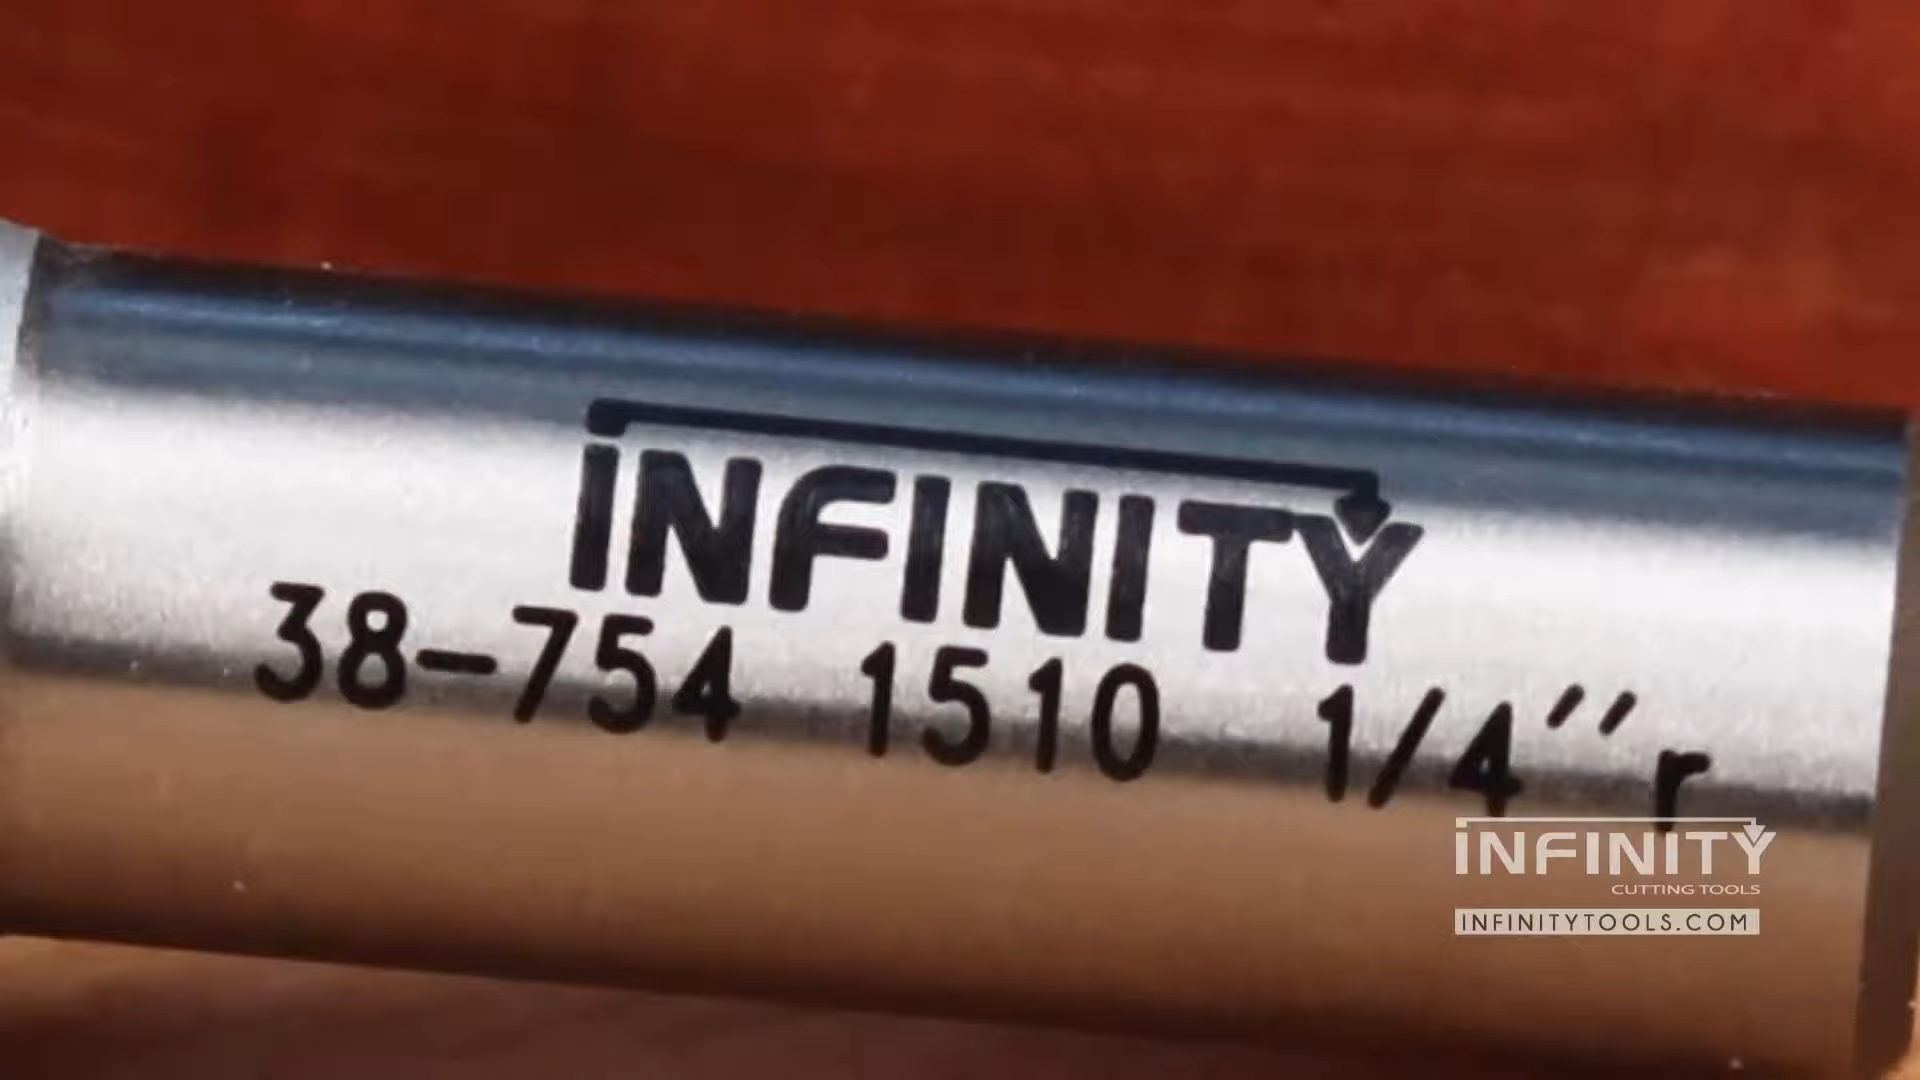 iNFINITY
38-754 1510 1/4″ r
iNFINITY
CUTTING TOOLS
INFINITYTOOLS.COM